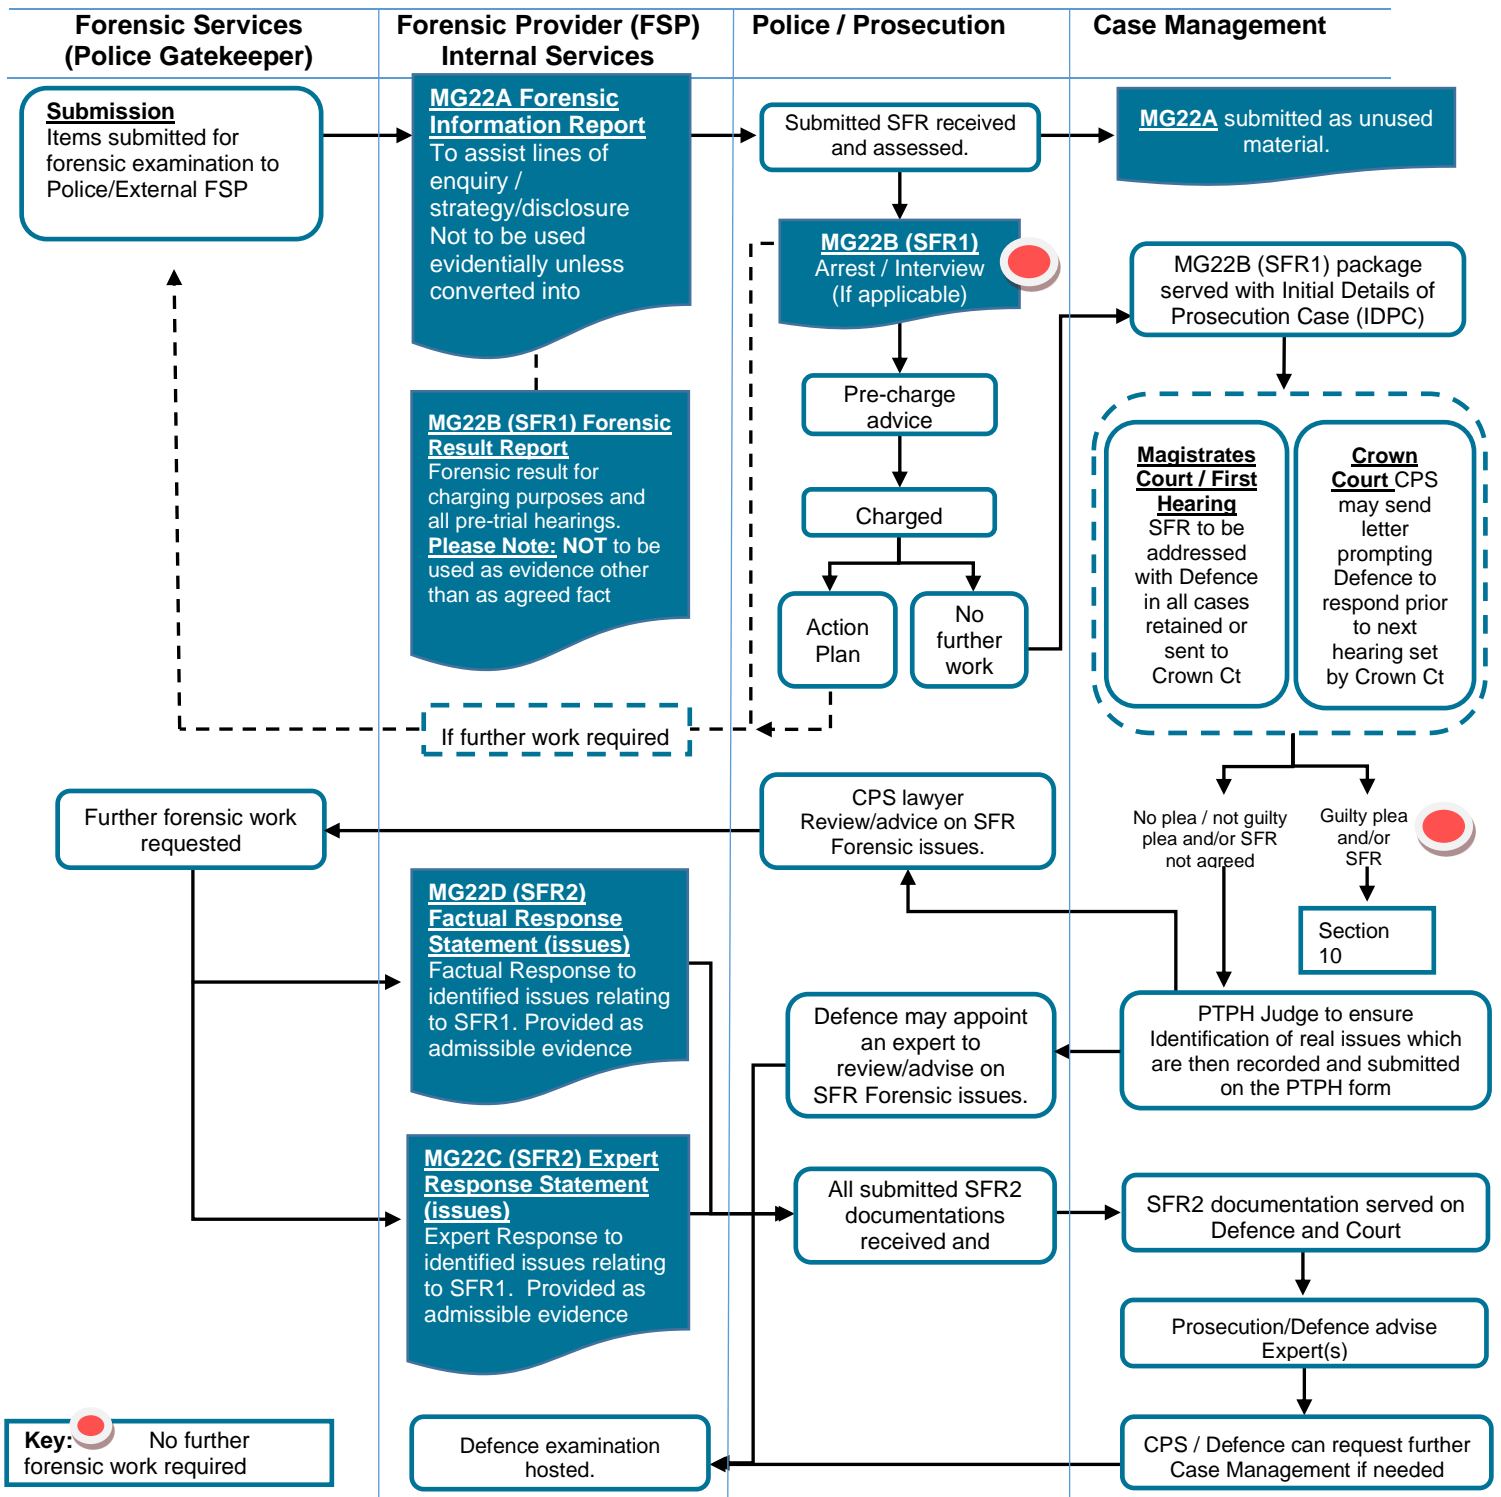 Forensic Services
(Police Gatekeeper)
Forensic Provider (FSP)
Internal Services
Police / Prosecution
Case Management
Submission
Items submitted for
forensic examination to
Police/External FSP
MG22A Forensic
Information Report
To assist lines of
enquiry /
strategy/disclosure
Not to be used
evidentially unless
converted into
Submitted SFR received
and assessed.
MG22A submitted as unused
material.
MG22B (SFR1)
Arrest / Interview
(If applicable)
MG22B (SFR1) package
served with Initial Details of
Prosecution Case (IDPC)
MG22B (SFR1) Forensic
Result Report
Forensic result for
charging purposes and
all pre-trial hearings.
Please Note: NOT to be
used as evidence other
than as agreed fact
Pre-charge
advice
Charged
Action
Plan
No
further
work
Magistrates
Court / First
Hearing
SFR to be
addressed
with Defence
in all cases
retained or
sent to
Crown Ct
Crown
Court CPS
may send
letter
prompting
Defence to
respond prior
to next
hearing set
by Crown Ct
If further work required
Further forensic work
requested
CPS lawyer
Review/advice on SFR
Forensic issues.
No plea / not guilty
plea and/or SFR
not agreed
Guilty plea
and/or
SFR
Section
10
MG22D (SFR2)
Factual Response
Statement (issues)
Factual Response to
identified issues relating
to SFR1. Provided as
admissible evidence
Defence may appoint
an expert to
review/advise on
SFR Forensic issues.
PTPH Judge to ensure
Identification of real issues which
are then recorded and submitted
on the PTPH form
MG22C (SFR2) Expert
Response Statement
(issues)
Expert Response to
identified issues relating
to SFR1. Provided as
admissible evidence
All submitted SFR2
documentations
received and
SFR2 documentation served on
Defence and Court
Prosecution/Defence advise
Expert(s)
Key: No further
forensic work required
Defence examination
hosted.
CPS / Defence can request further
Case Management if needed